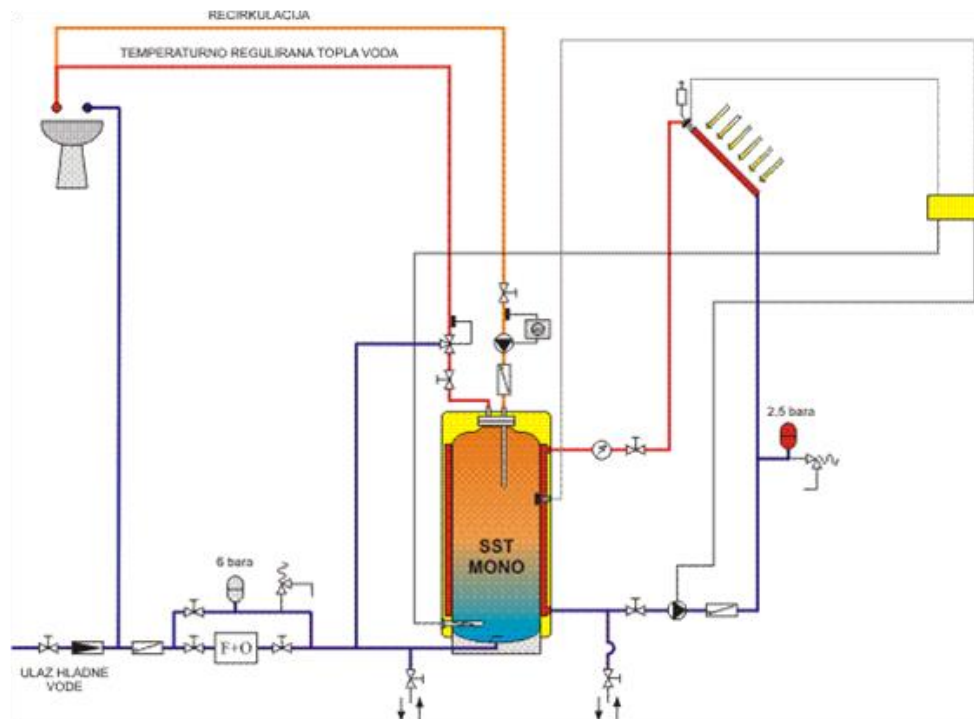 RECIRKULACIJA
TEMPERATURNO REGULIRANA TOPLA VODA
2,5 bara
SST
MONO
6 bara
F+O
ULAZ HLADNE
VODE